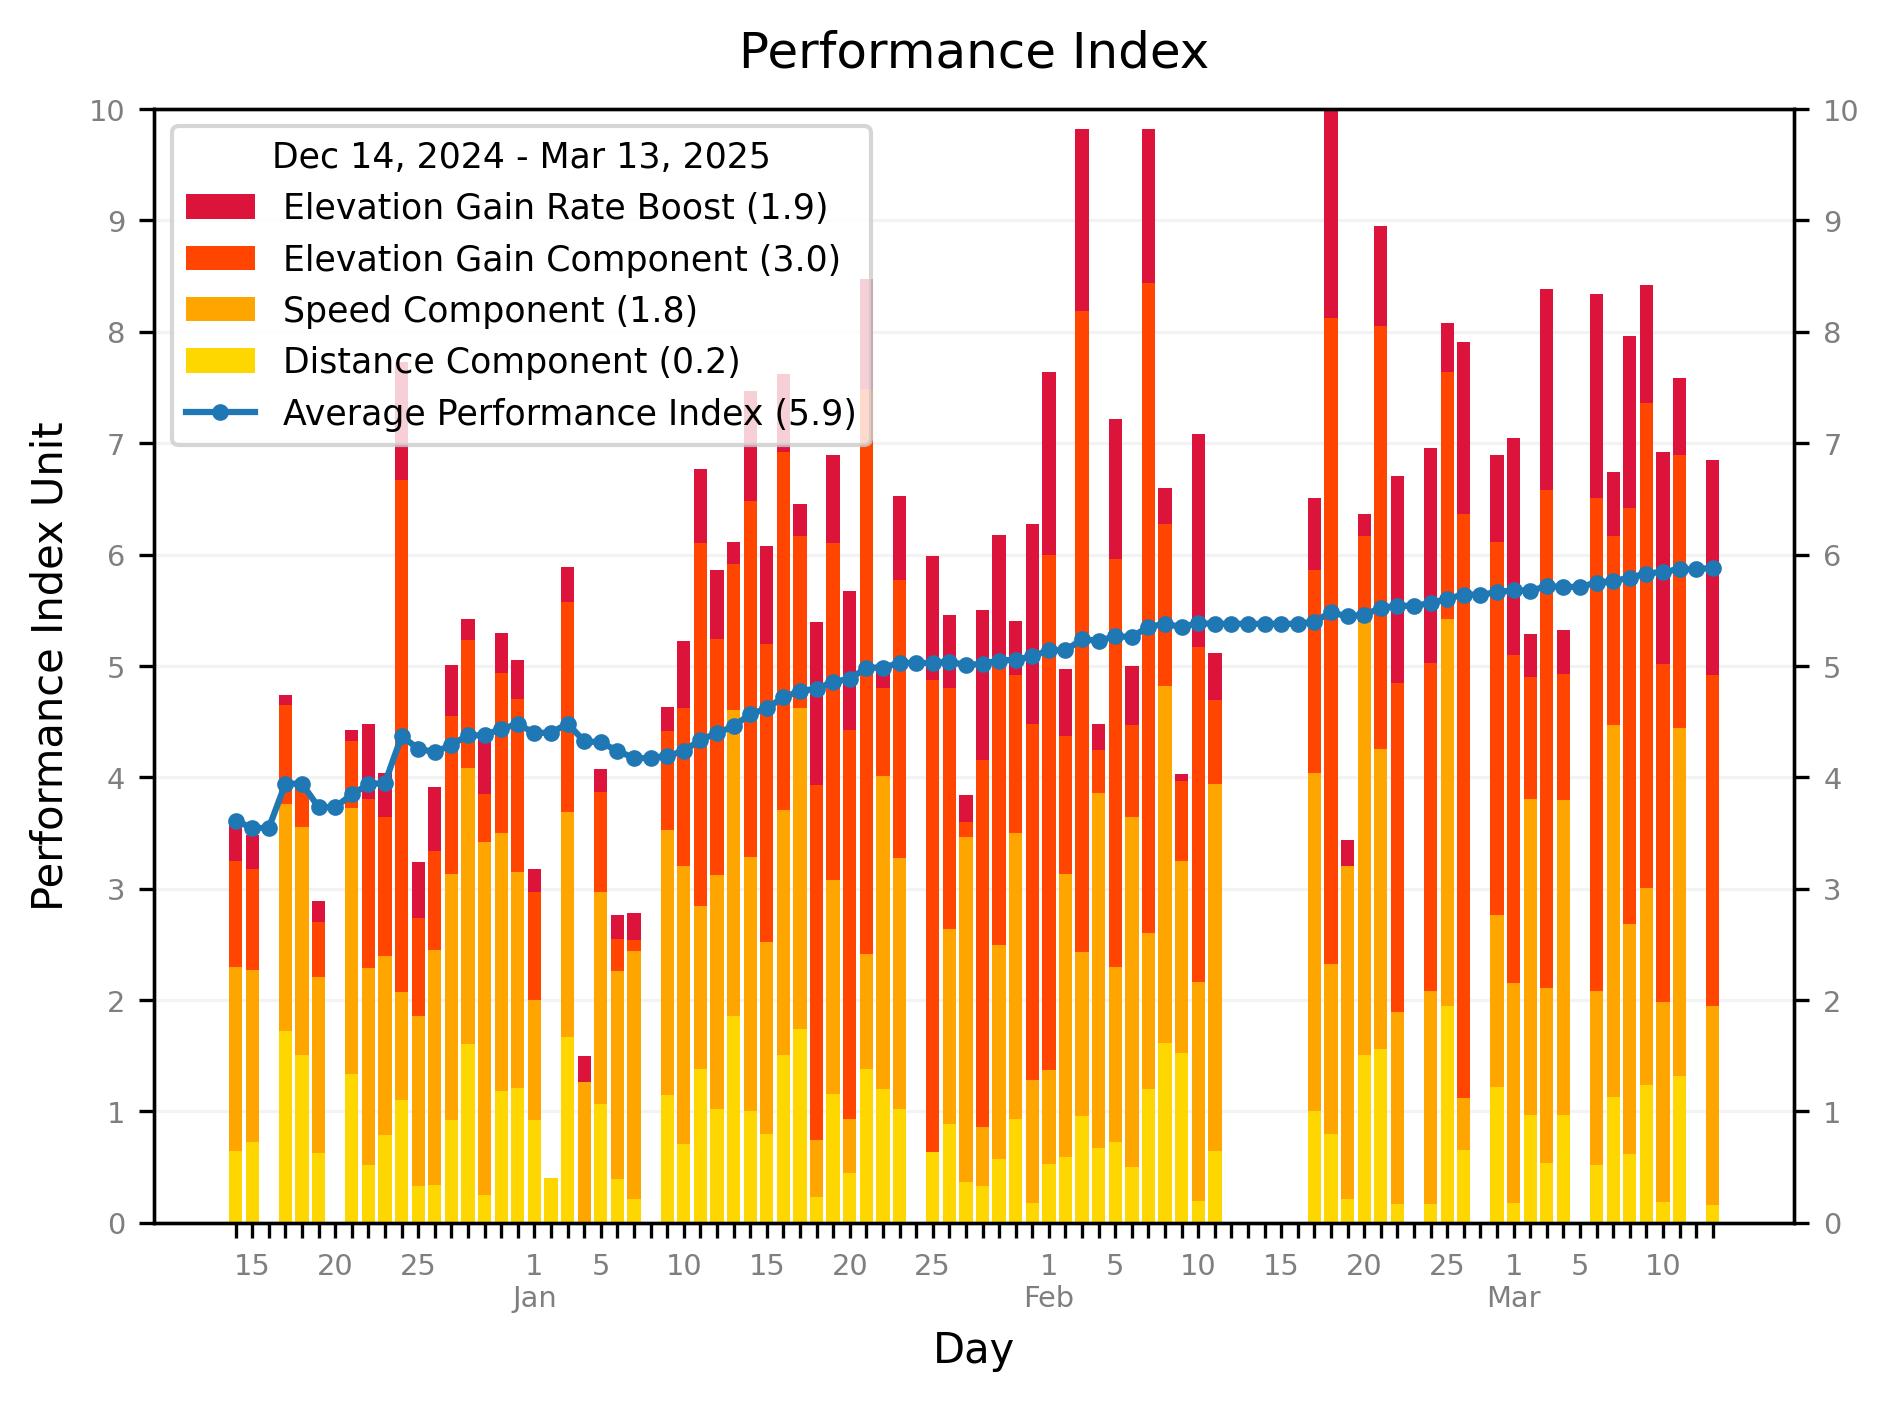 Performance Index
Dec 14, 2024 - Mar 13, 2025
Elevation Gain Rate Boost (1.9)
Elevation Gain Component (3.0)
Speed Component (1.8)
Distance Component (0.2)
Average Performance Index (5.9)
Performance Index Unit
10 10
9 9
8 8
7 7
6 6
5 5
4 4
3 3
2 2
1 1
0 0
15 20 25 1 5 10 15 20 25 1 5 10 15 20 25 1 5 10
Jan Feb Mar
Day